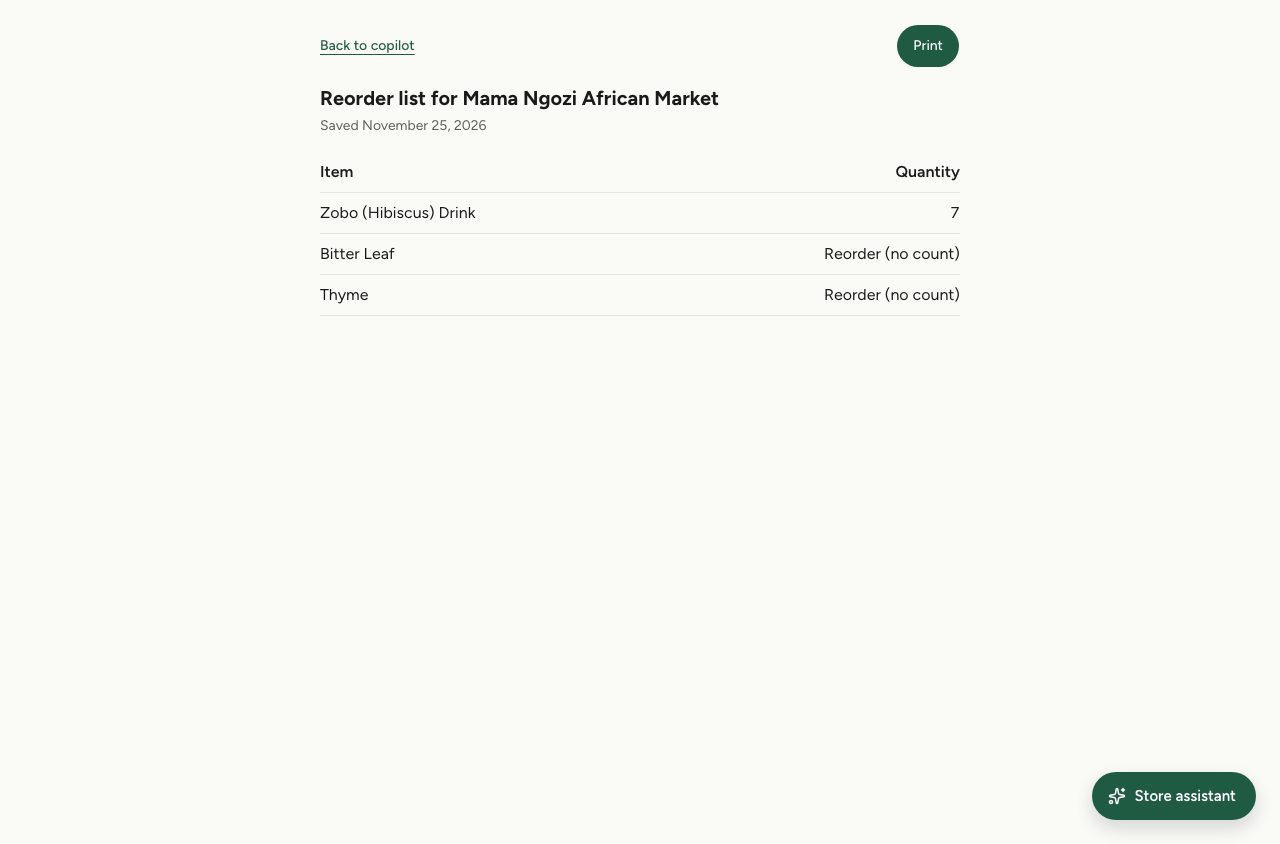 Back to copilot
Print
Reorder list for Mama Ngozi African Market
Saved November 25, 2026
Item Quantity
Zobo (Hibiscus) Drink 7
Bitter Leaf Reorder (no count)
Thyme Reorder (no count)
Store assistant